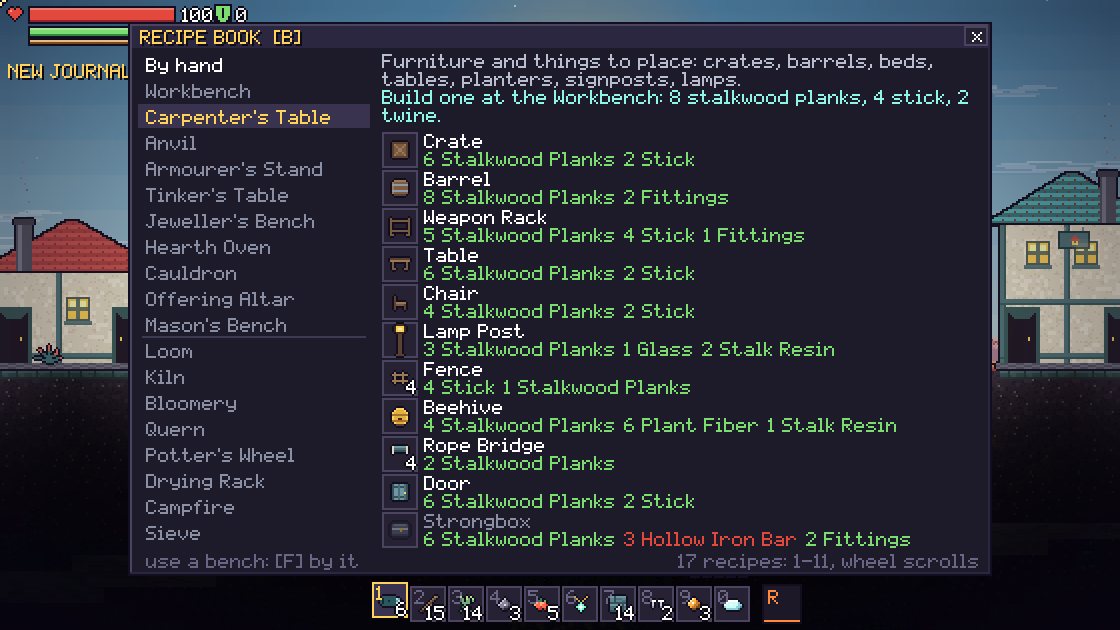 100 0
RECIPE BOOK [B]
NEW JOURNAL
By hand
Workbench
Carpenter's Table
Anvil
Armourer's Stand
Tinker's Table
Jeweller's Bench
Hearth Oven
Cauldron
Offering Altar
Mason's Bench
Loom
Kiln
Bloomery
Quern
Potter's Wheel
Drying Rack
Campfire
Sieve
use a bench: [F] by it
Furniture and things to place: crates, barrels, beds,
tables, planters, signposts, lamps.
Build one at the Workbench: 8 stalkwood planks, 4 stick, 2
twine.
Crate
6 Stalkwood Planks 2 Stick
Barrel
8 Stalkwood Planks 2 Fittings
Weapon Rack
5 Stalkwood Planks 4 Stick 1 Fittings
Table
6 Stalkwood Planks 2 Stick
Chair
4 Stalkwood Planks 2 Stick
Lamp Post
3 Stalkwood Planks 1 Glass 2 Stalk Resin
Fence
4
4 Stick 1 Stalkwood Planks
Beehive
4 Stalkwood Planks 6 Plant Fiber 1 Stalk Resin
Rope Bridge
4
2 Stalkwood Planks
Door
6 Stalkwood Planks 2 Stick
Strongbox
6 Stalkwood Planks 3 Hollow Iron Bar 2 Fittings
17 recipes: 1-11, wheel scrolls
1 2 3 4 5 6 7 8 9 0 R
8 15 14 3 5 14 2 3